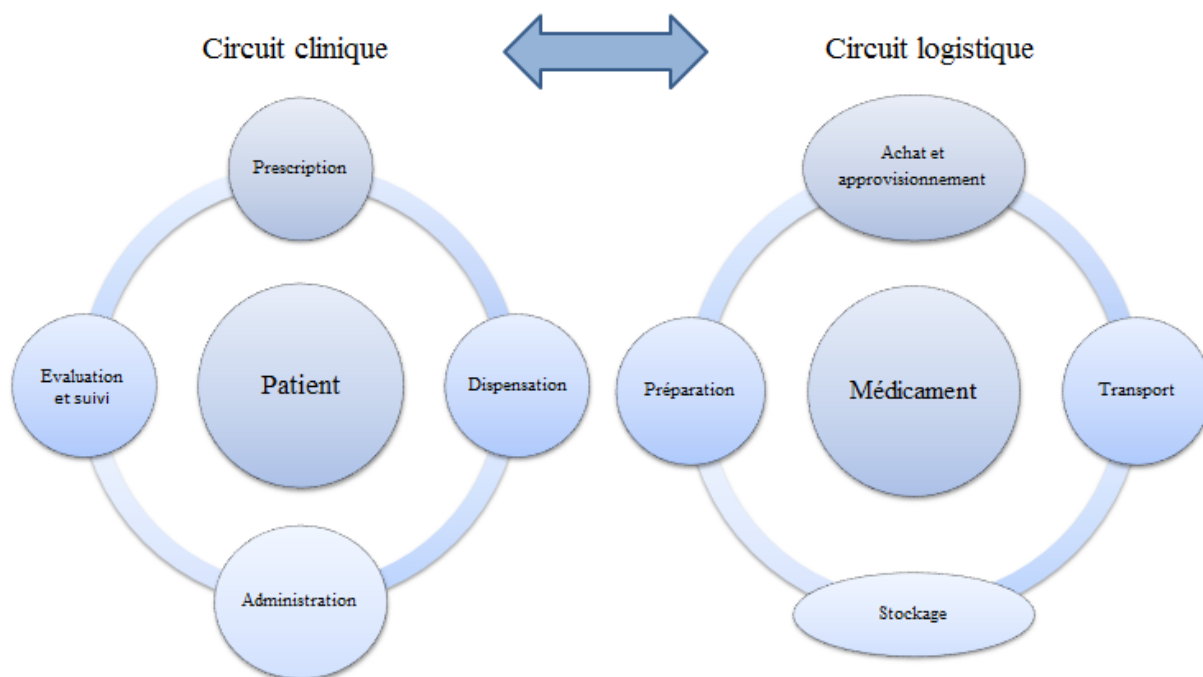 Circuit clinique
Circuit logistique
Prescription
Evaluation
et suivi
Patient
Dispensation
Administration
Achat et
approvisionnement
Préparation
Médicament
Transport
Stockage